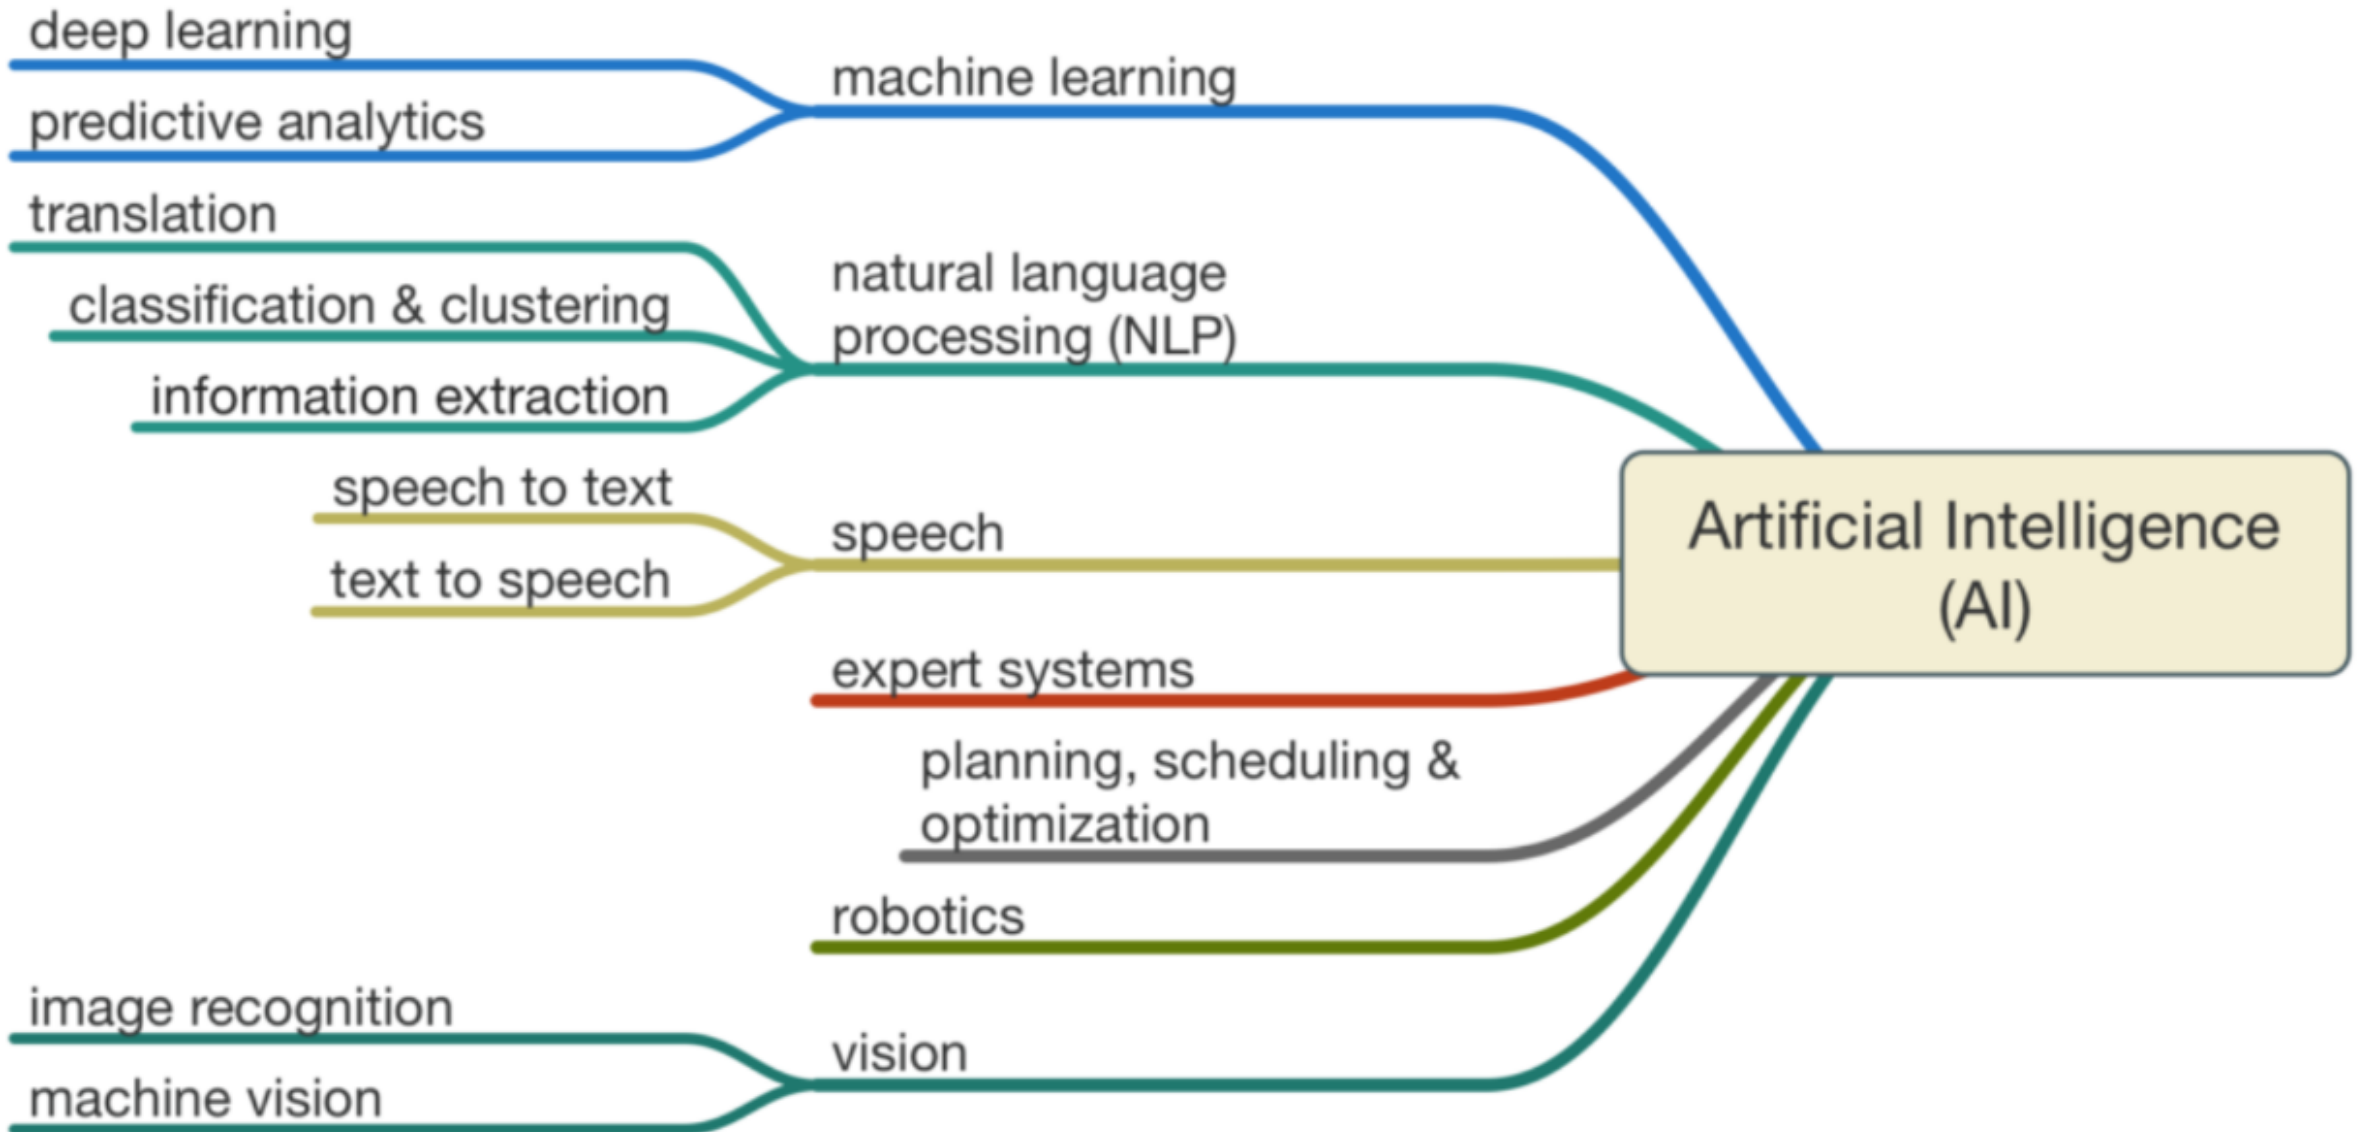 deep learning
predictive analytics
machine learning
translation
classification & clustering
information extraction
natural language
processing (NLP)
speech to text
text to speech
speech
expert systems
planning, scheduling &
optimization
robotics
image recognition
machine vision
vision
Artificial Intelligence
(AI)